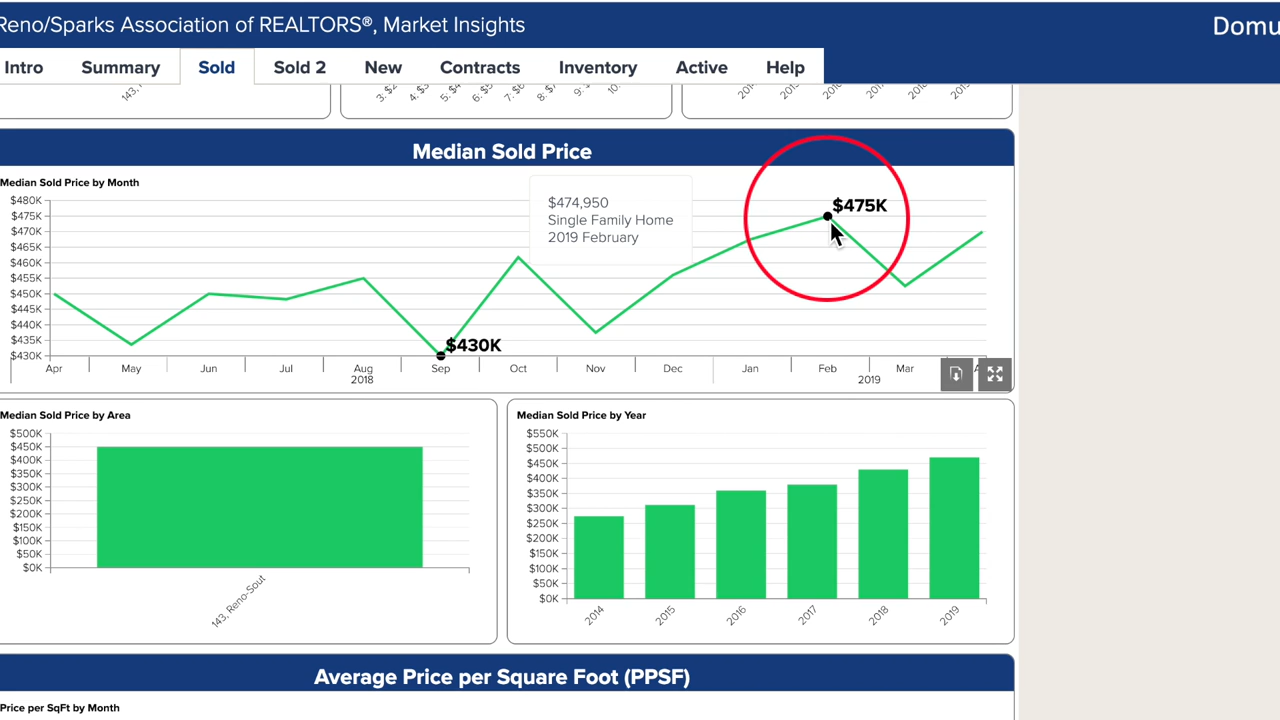 Reno/Sparks Association of REALTORS®, Market Insights
Domu
Intro Summary Sold Sold 2 New Contracts Inventory Active Help
Median Sold Price
Median Sold Price by Month
$480K
$475K
$470K
$465K
$460K
$455K
$450K
$445K
$440K
$435K
$430K
$474,950
Single Family Home
2019 February
$475K
$430K
Apr May Jun Jul Aug Sep Oct Nov Dec Jan Feb Mar
2018 2019
Median Sold Price by Area
$500K
$450K
$400K
$350K
$300K
$250K
$200K
$150K
$100K
$50K
$0K
143. Reno-Sout
Median Sold Price by Year
$550K
$500K
$450K
$400K
$350K
$300K
$250K
$200K
$150K
$100K
$50K
$0K
2014 2015 2016 2017 2018 2019
Average Price per Square Foot (PPSF)
Price per SqFt by Month